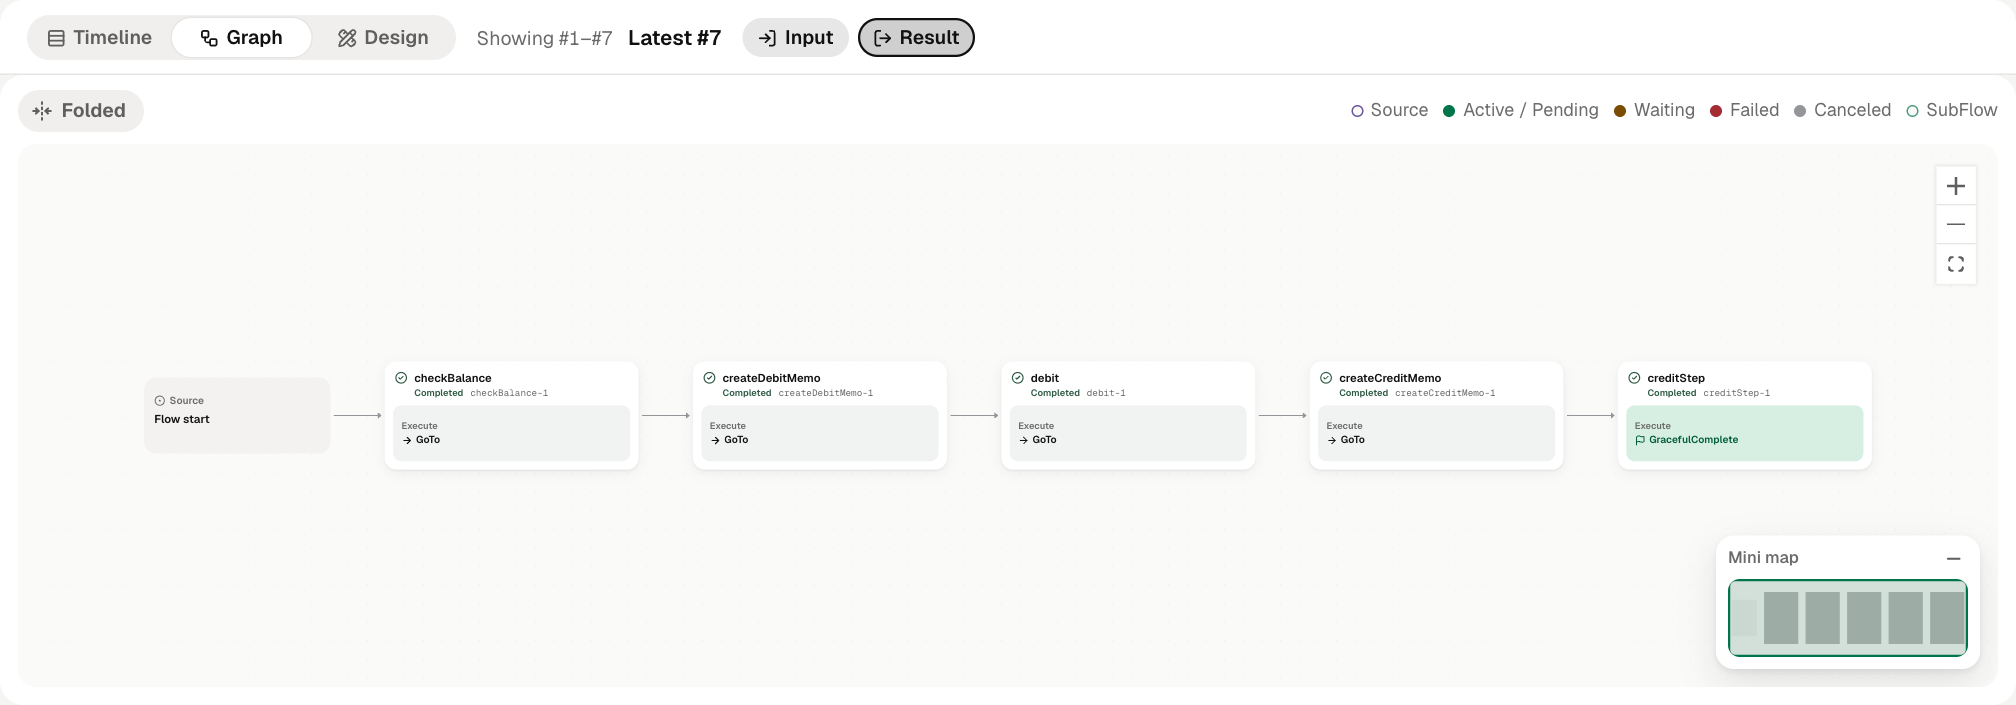 Timeline Graph Design Showing #1–#7 Latest #7 Input Result
Folded
Source Active / Pending Waiting Failed Canceled SubFlow
Source
Flow start
checkBalance
Completed checkBalance-1
Execute
→ GoTo
createDebitMemo
Completed createDebitMemo-1
Execute
→ GoTo
debit
Completed debit-1
Execute
→ GoTo
createCreditMemo
Completed createCreditMemo-1
Execute
→ GoTo
creditStep
Completed creditStep-1
Execute
GracefulComplete
Mini map